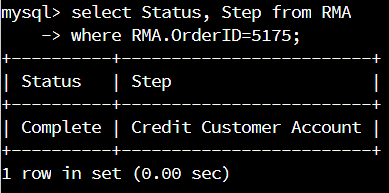 mysql> select Status, Step from RMA
    -> where RMA.OrderID=5175;
+----------+-------------------------+
| Status   | Step                    |
+----------+-------------------------+
| Complete | Credit Customer Account |
+----------+-------------------------+
1 row in set (0.00 sec)